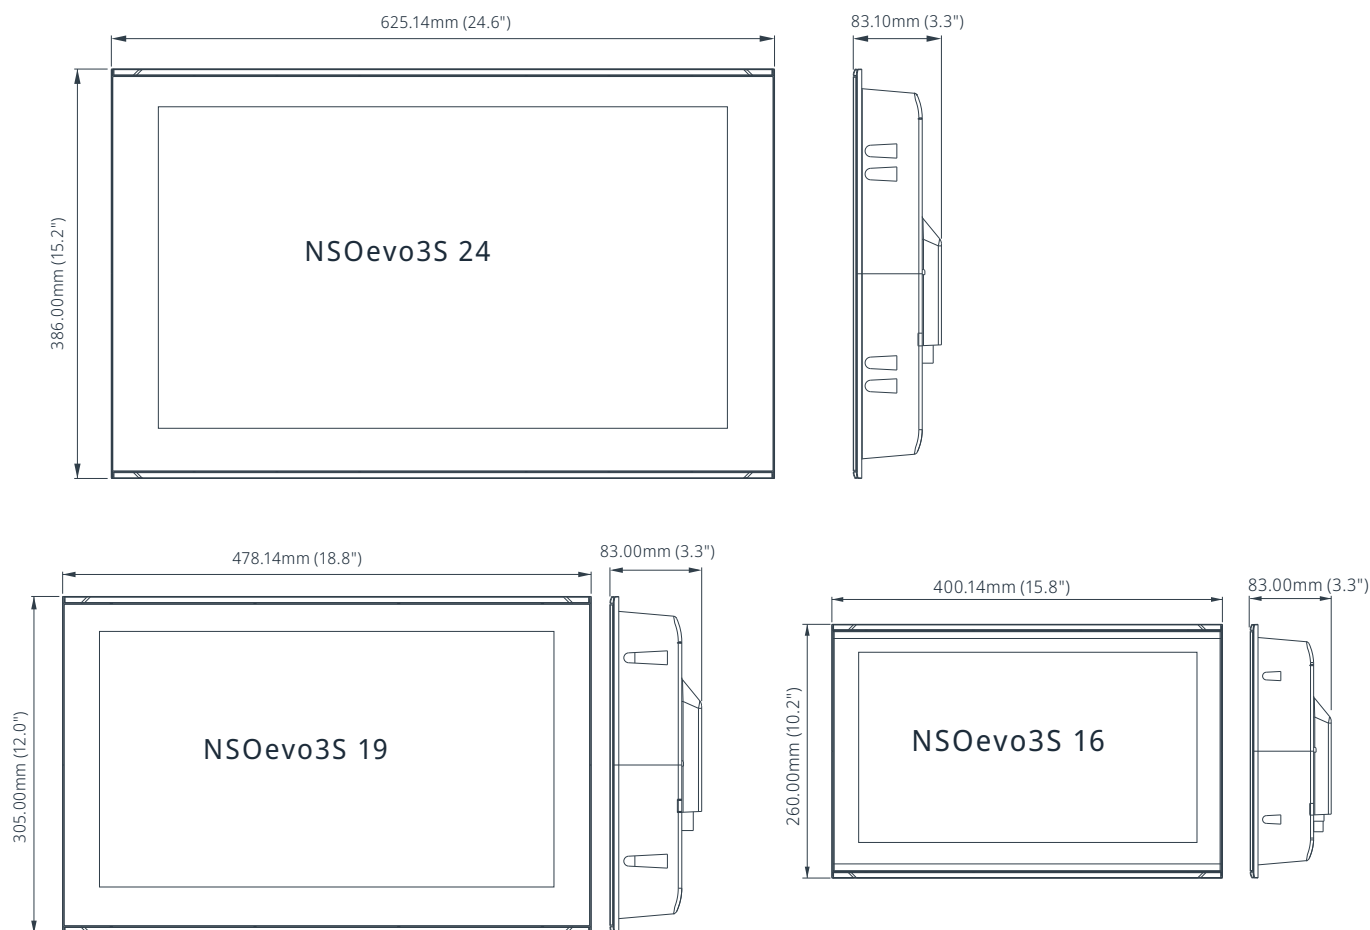 625.14mm (24.6")
83.10mm (3.3")
386.00mm (15.2")
NSOevo3S 24
478.14mm (18.8")
83.00mm (3.3")
305.00mm (12.0")
NSOevo3S 19
400.14mm (15.8")
83.00mm (3.3")
260.00mm (10.2")
NSOevo3S 16